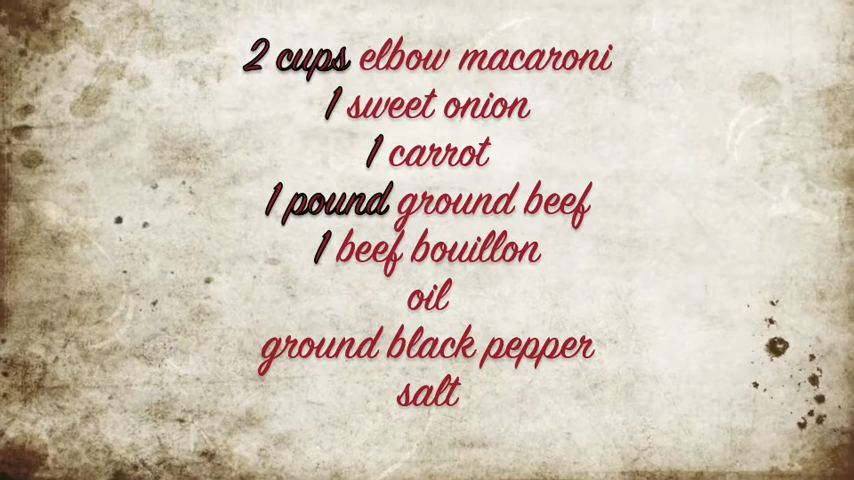 2 cups elbow macaroni
1 sweet onion
1 carrot
1 pound ground beef
1 beef bouillon
oil
ground black pepper
salt